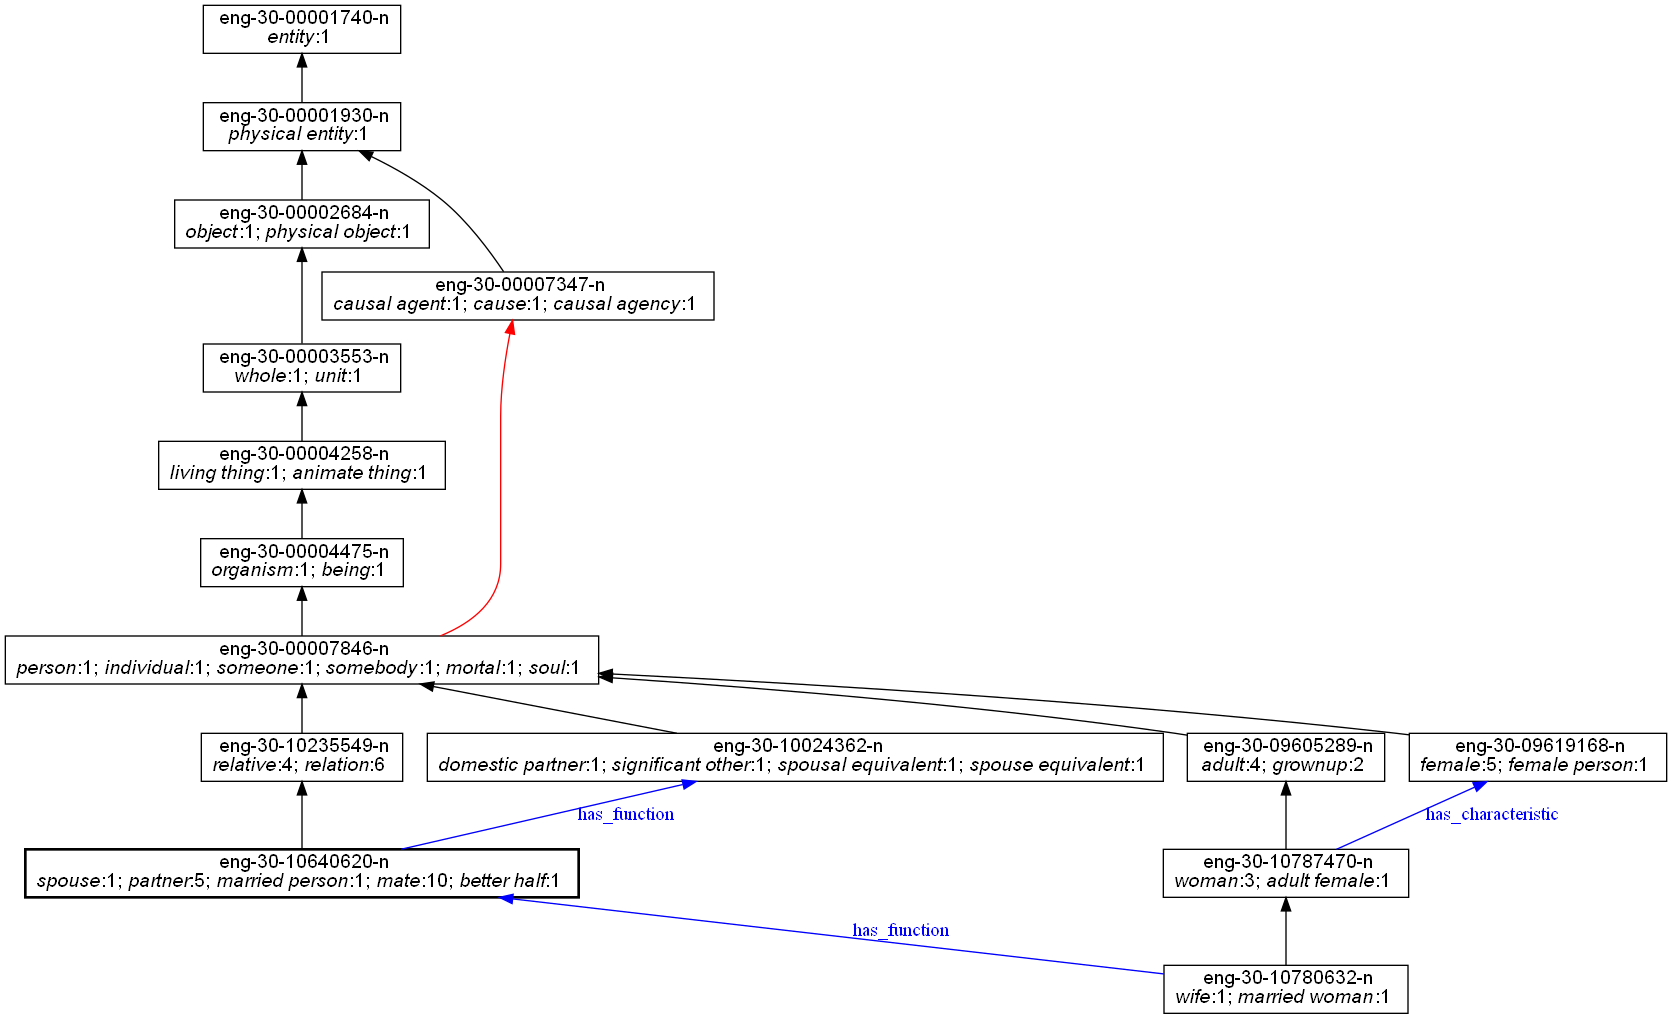 eng-30-00001740-n
entity:1
eng-30-00001930-n
physical entity:1
eng-30-00002684-n
object:1; physical object:1
eng-30-00007347-n
causal agent:1; cause:1; causal agency:1
eng-30-00003553-n
whole:1; unit:1
eng-30-00004258-n
living thing:1; animate thing:1
eng-30-00004475-n
organism:1; being:1
eng-30-00007846-n
person:1; individual:1; someone:1; somebody:1; mortal:1; soul:1
eng-30-10235549-n
relative:4; relation:6
eng-30-10024362-n
domestic partner:1; significant other:1; spousal equivalent:1; spouse equivalent:1
eng-30-09605289-n
adult:4; grownup:2
eng-30-09619168-n
female:5; female person:1
has_function
has_characteristic
eng-30-10640620-n
spouse:1; partner:5; married person:1; mate:10; better half:1
eng-30-10787470-n
woman:3; adult female:1
has_function
eng-30-10780632-n
wife:1; married woman:1